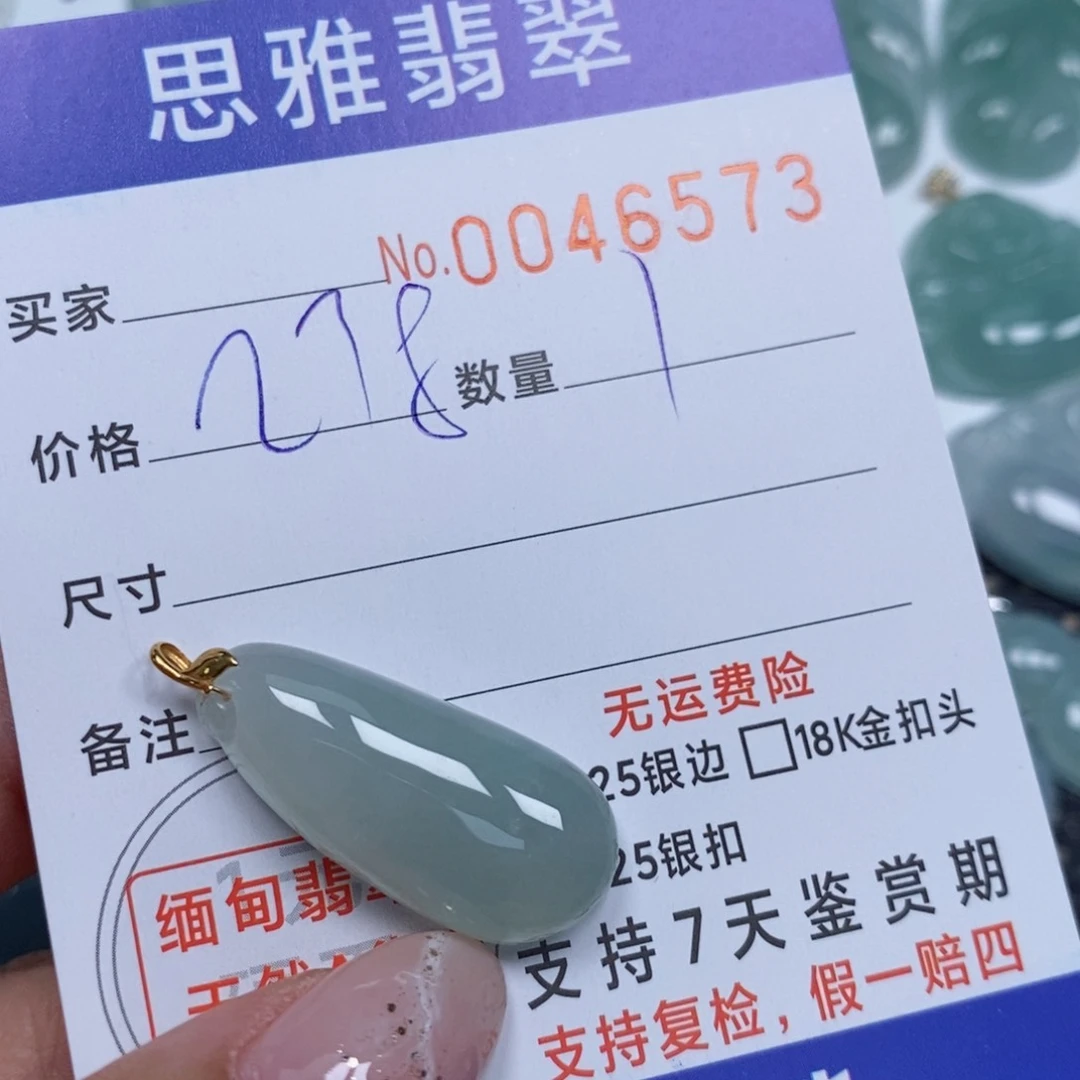 思雅翡翠
No.0046573
买家
价格 278 数量 1
尺寸
备注
无运费险
25银边 □18K金扣头
25银扣
缅甸翡
支持7天鉴赏期
支持复检，假一赔四